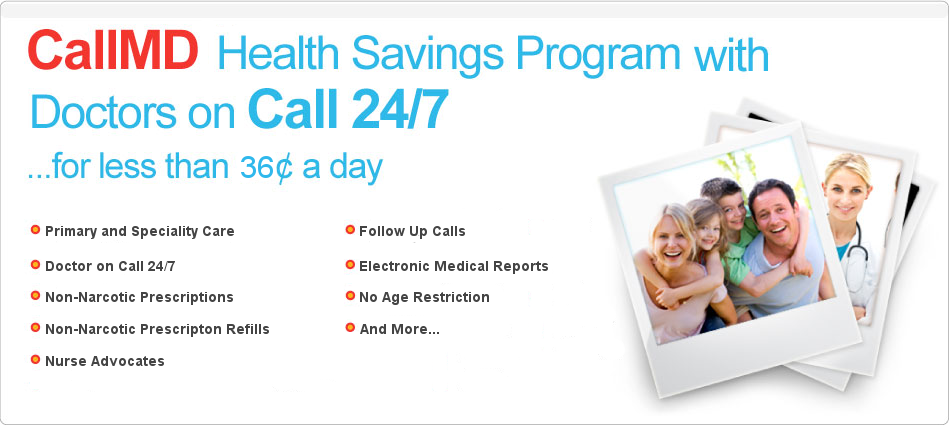 CallMD Health Savings Program with
Doctors on Call 24/7
...for less than 36¢ a day
Primary and Speciality Care
Doctor on Call 24/7
Non-Narcotic Prescriptions
Non-Narcotic Prescripton Refills
Nurse Advocates
Follow Up Calls
Electronic Medical Reports
No Age Restriction
And More...